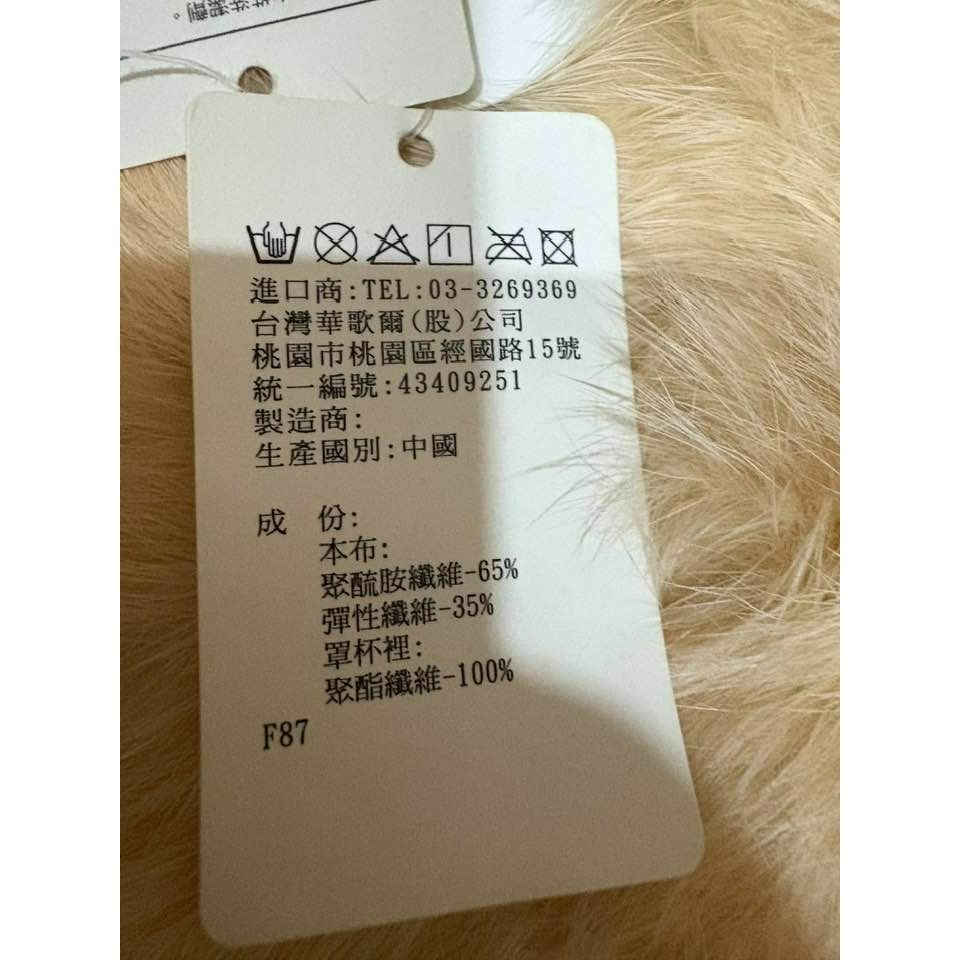 洗潔劑。
進口商:TEL:03-3269369
台灣華歌爾(股)公司
桃園市桃園區經國路15號
統一編號:43409251
製造商:
生產國別:中國
成 份:
本布:
聚醯胺纖維-65%
彈性纖維-35%
罩杯裡:
聚酯纖維-100%
F87